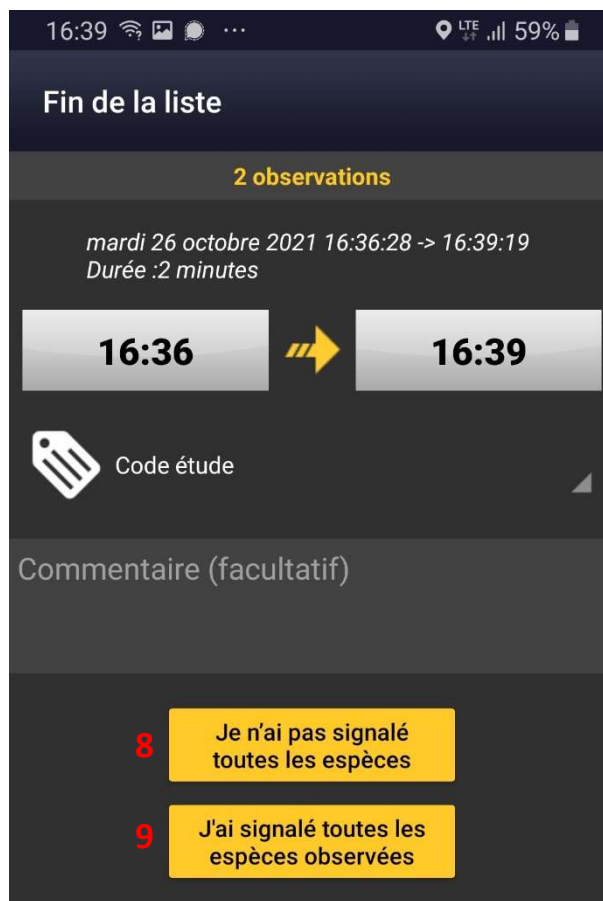 16:39 ... LTE 59%
Fin de la liste
2 observations
mardi 26 octobre 2021 16:36:28 -> 16:39:19
Durée :2 minutes
16:36 16:39
Code étude
Commentaire (facultatif)
8 Je n'ai pas signalé
toutes les espèces
9 J'ai signalé toutes les
espèces observées